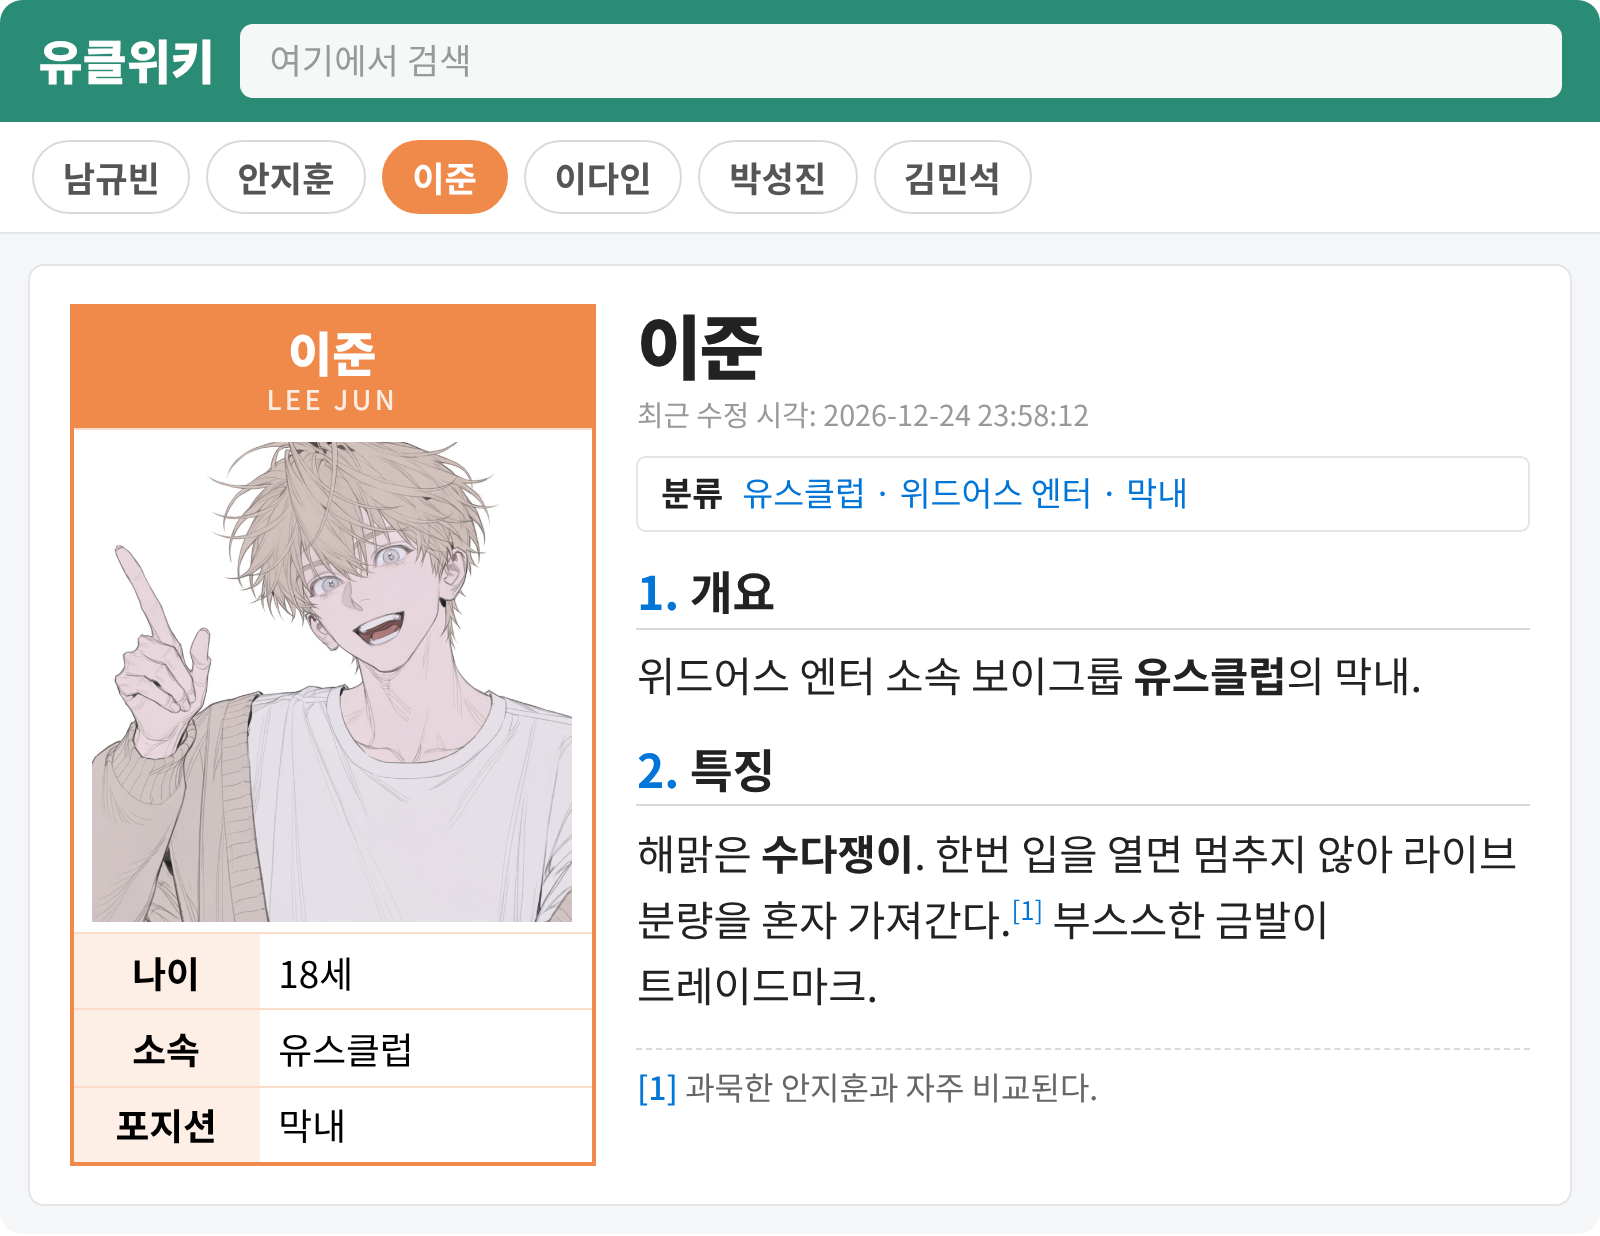 유클위키
여기에서 검색
남규빈
안지훈
이준
이다인
박성진
김민석
이준
LEE JUN
나이 18세
소속 유스클럽
포지션 막내
이준
최근 수정 시각: 2026-12-24 23:58:12
분류 유스클럽 · 위드어스 엔터 · 막내
1. 개요
위드어스 엔터 소속 보이그룹 유스클럽의 막내.
2. 특징
해맑은 수다쟁이. 한번 입을 열면 멈추지 않아 라이브
분량을 혼자 가져간다.[1] 부스스한 금발이
트레이드마크.
[1] 과묵한 안지훈과 자주 비교된다.